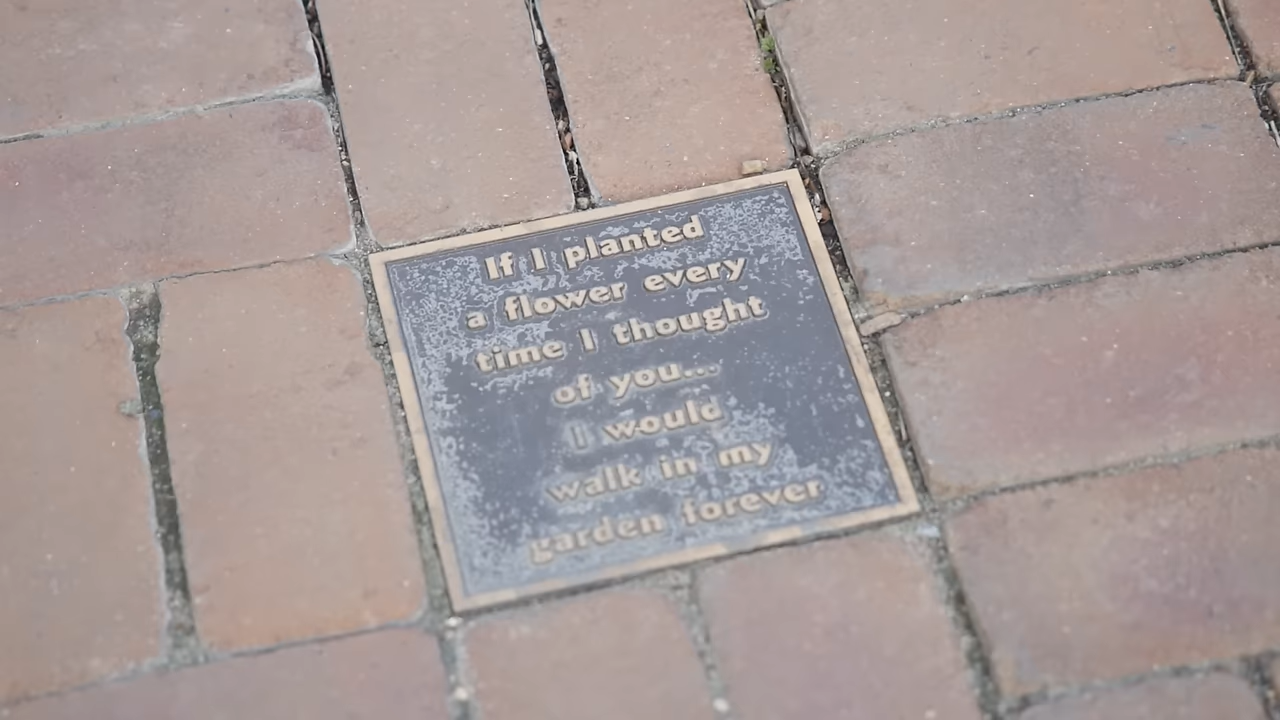 If I planted
a flower every
time I thought
of you...
I would
walk in my
garden forever